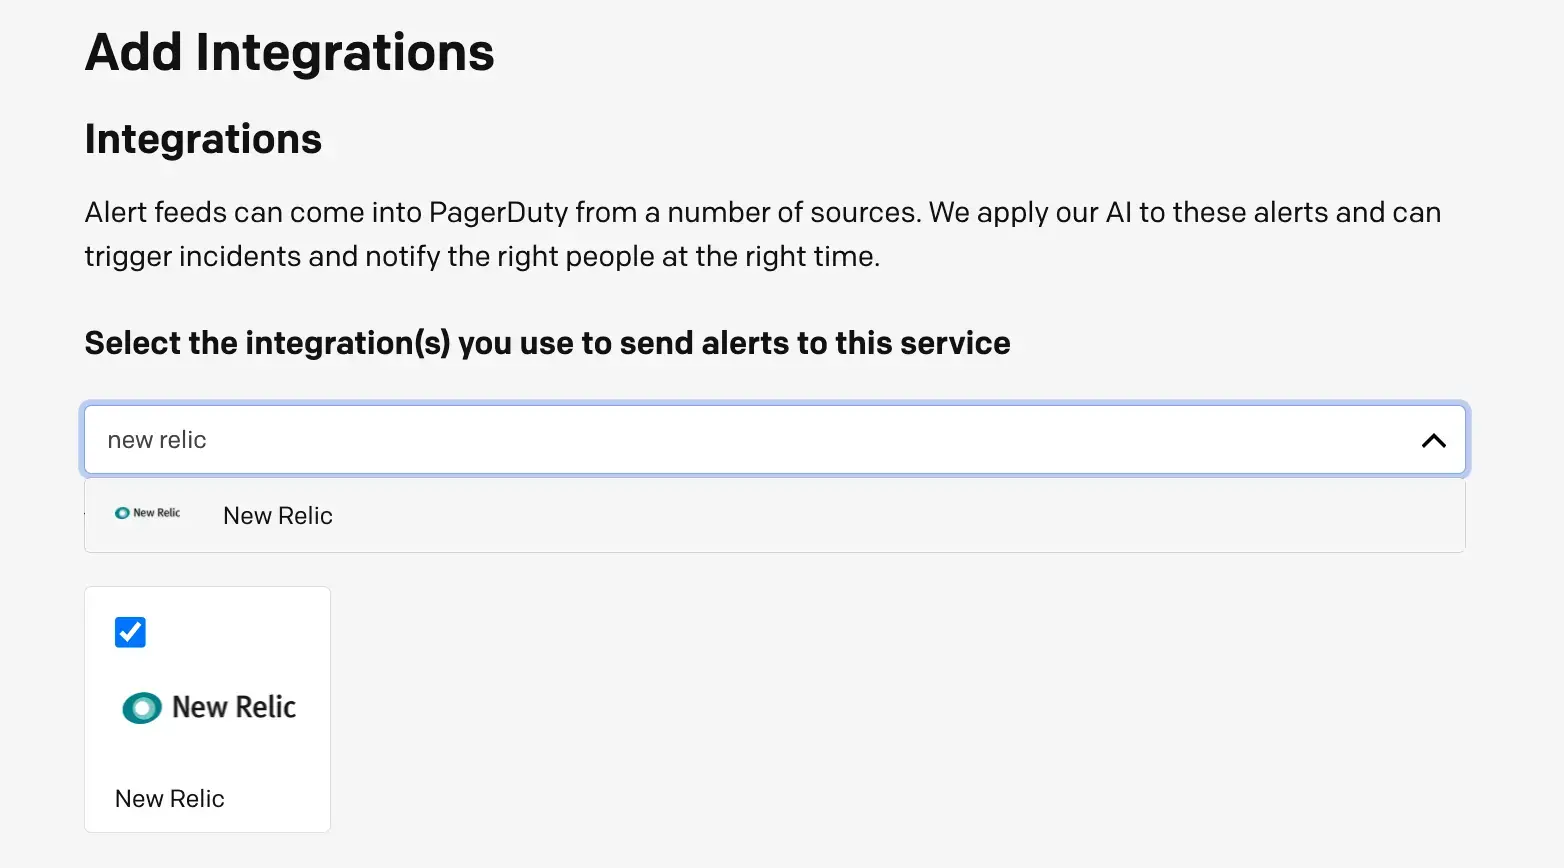 Add Integrations
Integrations
Alert feeds can come into PagerDuty from a number of sources. We apply our AI to these alerts and can
trigger incidents and notify the right people at the right time.
Select the integration(s) you use to send alerts to this service
new relic
New Relic New Relic
New Relic
New Relic